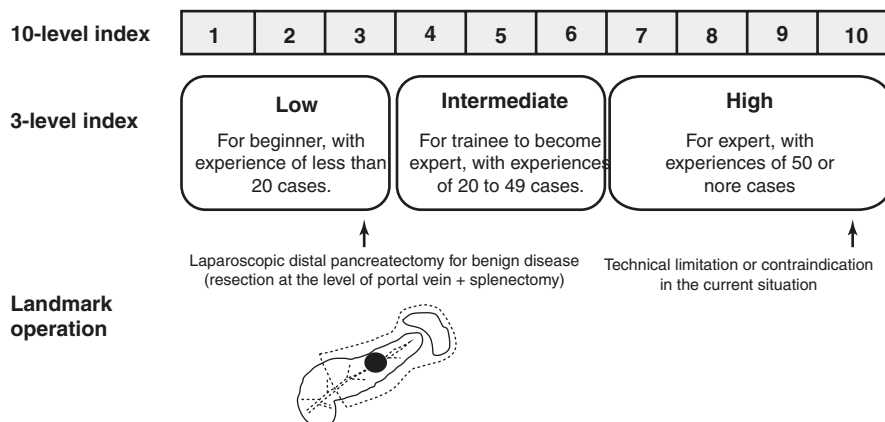 10-level index
1 2 3 4 5 6 7 8 9 10
3-level index
Low
For beginner, with
experience of less than
20 cases.
Intermediate
For trainee to become
expert, with experiences
of 20 to 49 cases.
High
For expert, with
experiences of 50 or
nore cases
Laparoscopic distal pancreatectomy for benign disease
(resection at the level of portal vein + splenectomy)
Technical limitation or contraindication
in the current situation
Landmark
operation